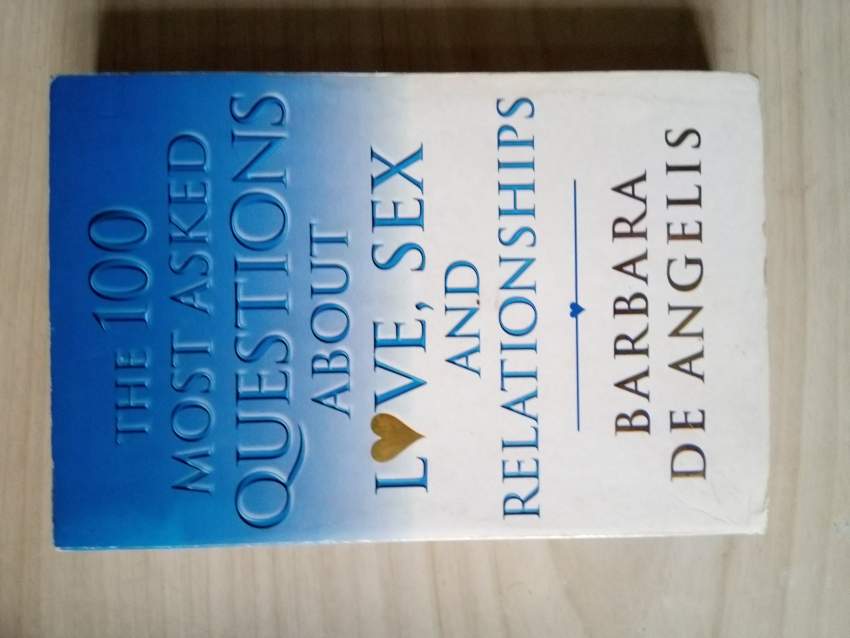 THE 100
MOST ASKED
QUESTIONS
ABOUT
LOVE, SEX
AND
RELATIONSHIPS
BARBARA
DE ANGELIS